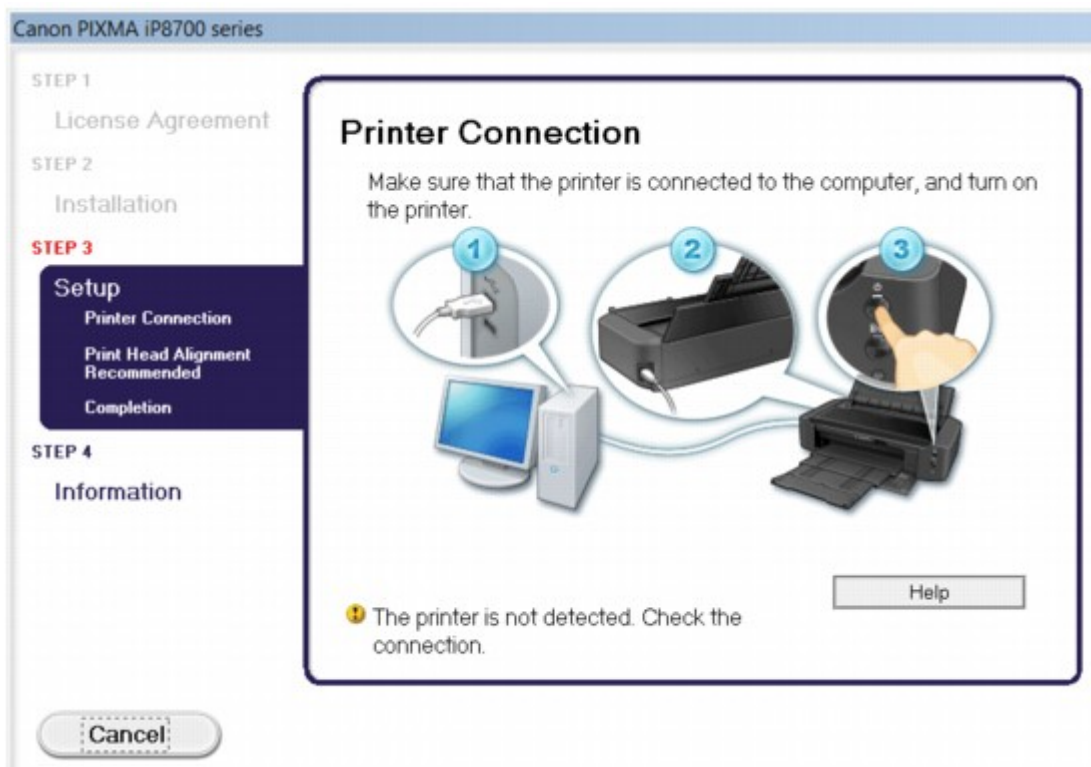 Canon PIXMA iP8700 series
STEP 1
License Agreement
STEP 2
Installation
STEP 3
Setup
Printer Connection
Print Head Alignment
Recommended
Completion
STEP 4
Information
Printer Connection
Make sure that the printer is connected to the computer, and turn on
the printer.
1
2
3
Help
The printer is not detected. Check the
connection.
Cancel